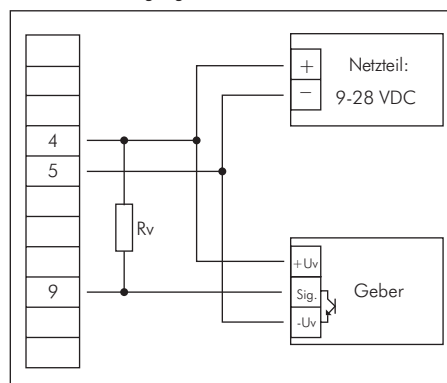 +
Netzteil:
−
9-28 VDC
4
5
Rv
+Uv
9
Sig.
Geber
-Uv